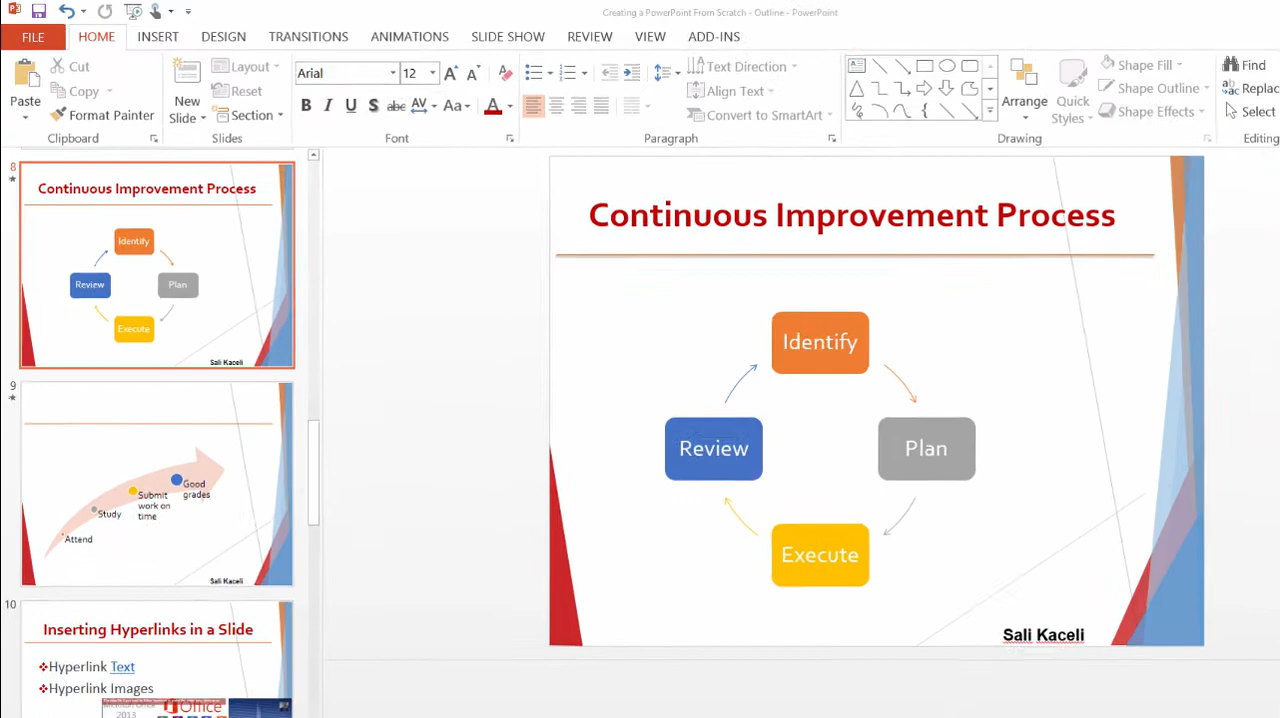 Creating a PowerPoint From Scratch - Outline - PowerPoint
FILE HOME INSERT DESIGN TRANSITIONS ANIMATIONS SLIDE SHOW REVIEW VIEW ADD-INS
Paste
Cut
Copy
Format Painter
Clipboard
New
Slide
Layout
Reset
Section
Slides
Arial 12
B I U S abc AV Aa A
Font
Text Direction
Align Text
Convert to SmartArt
Paragraph
Arrange
Quick
Styles
Shape Fill
Shape Outline
Shape Effects
Drawing
Find
Select
Editing
8
Continuous Improvement Process
Identify
Review
Plan
Execute
Sali Kaceli
9
Good
grades
Submit
work on
time
Study
Attend
Sali Kaceli
10
Inserting Hyperlinks in a Slide
❖Hyperlink Text
❖Hyperlink Images
Office
2013
Continuous Improvement Process
Identify
Review
Plan
Execute
Sali Kaceli